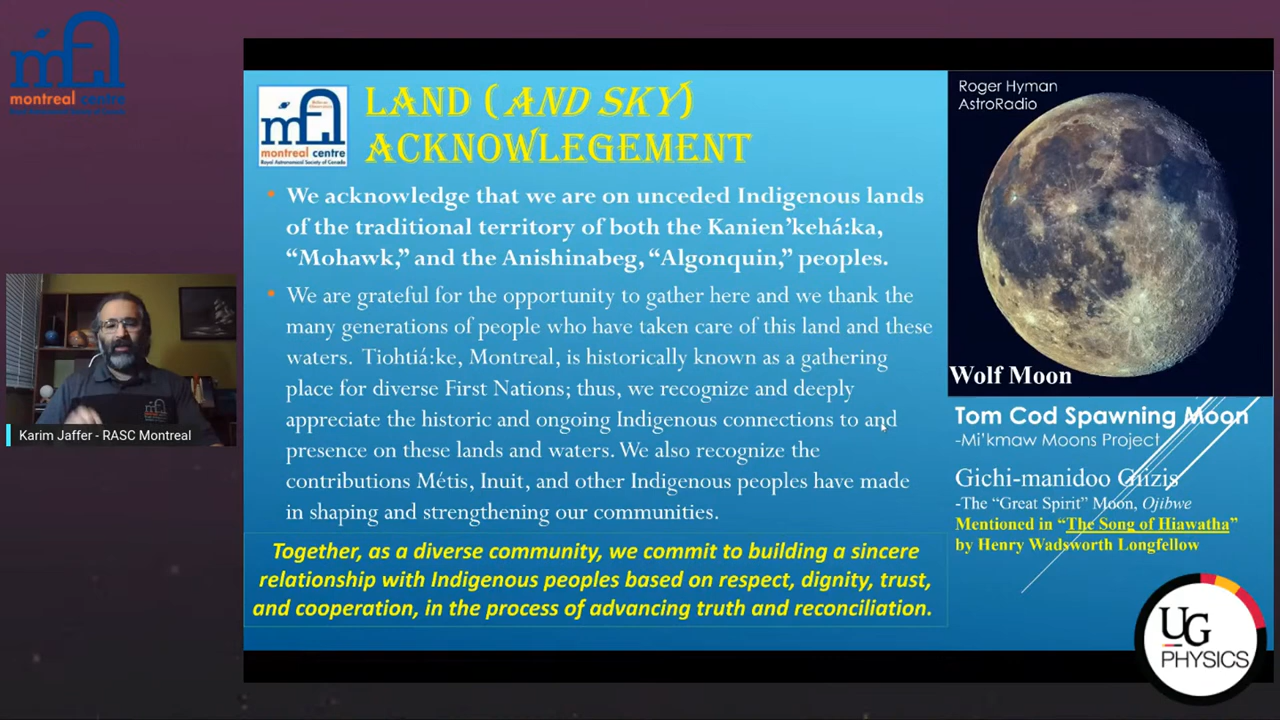 montreal centre
montreal centre
Royal Astronomical Society of Canada
LAND (AND SKY)
ACKNOWLEGEMENT
We acknowledge that we are on unceded Indigenous lands
of the traditional territory of both the Kanien’kehá:ka,
“Mohawk,” and the Anishinabeg, “Algonquin,” peoples.
We are grateful for the opportunity to gather here and we thank the
many generations of people who have taken care of this land and these
waters. Tiohtiá:ke, Montreal, is historically known as a gathering
place for diverse First Nations; thus, we recognize and deeply
appreciate the historic and ongoing Indigenous connections to and
presence on these lands and waters. We also recognize the
contributions Métis, Inuit, and other Indigenous peoples have made
in shaping and strengthening our communities.
Together, as a diverse community, we commit to building a sincere
relationship with Indigenous peoples based on respect, dignity, trust,
and cooperation, in the process of advancing truth and reconciliation.
Roger Hyman
AstroRadio
Wolf Moon
Tom Cod Spawning Moon
-Mi’kmaw Moons Project
Gichi-manidoo Giizis
-The “Great Spirit” Moon, Ojibwe
Mentioned in “The Song of Hiawatha”
by Henry Wadsworth Longfellow
UG
PHYSICS
Karim Jaffer - RASC Montreal